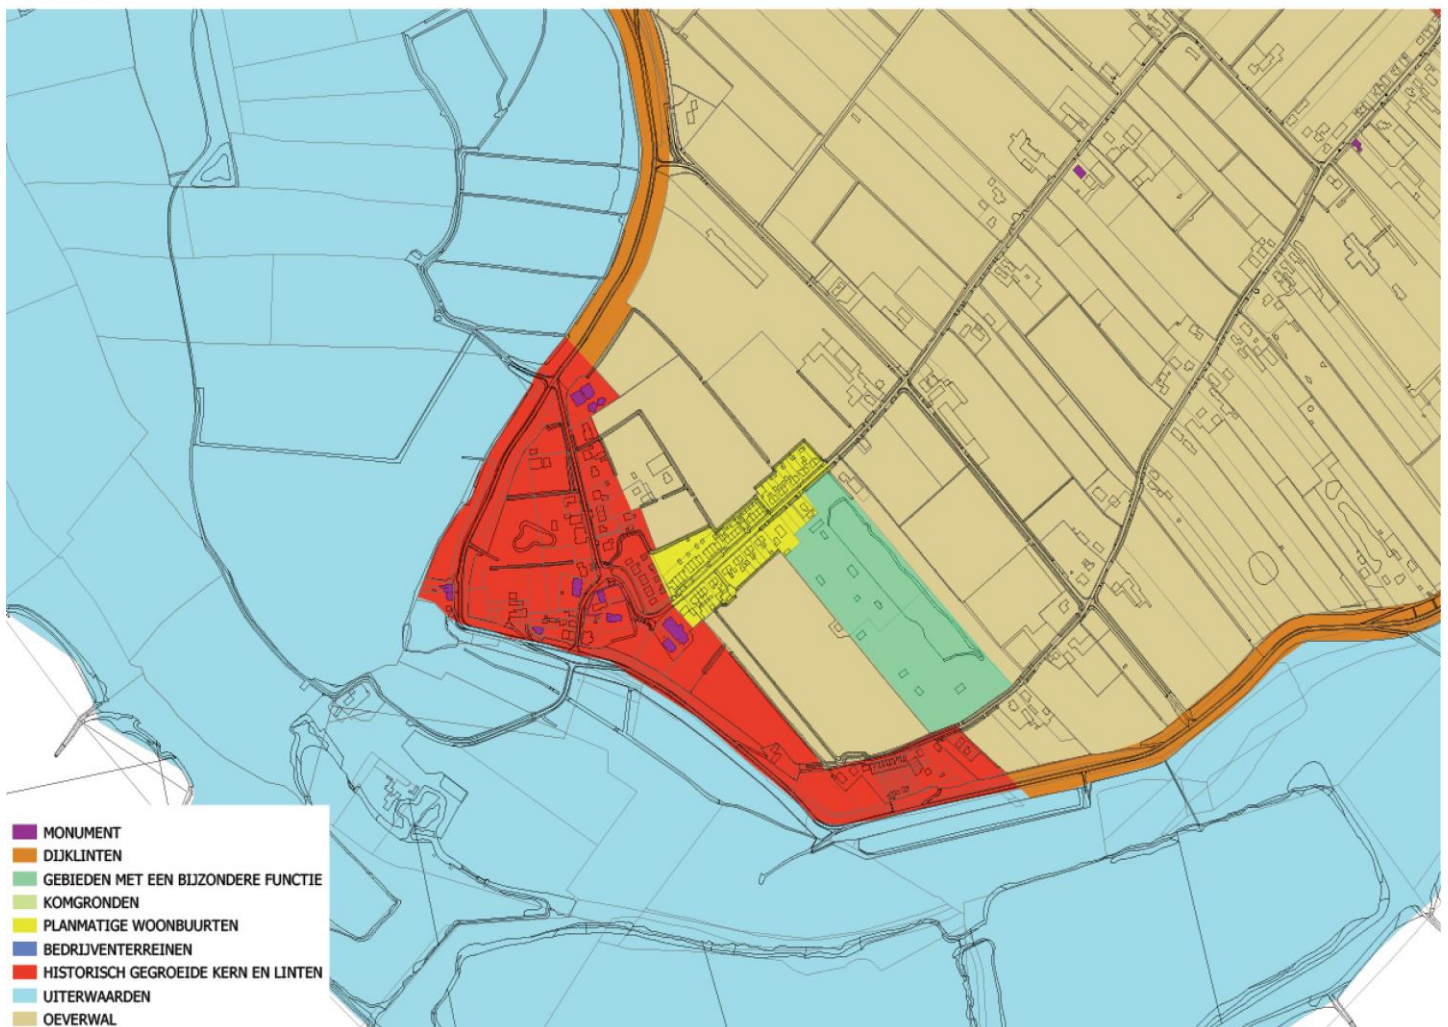 MONUMENT
DIJKLINTEN
GEBIEDEN MET EEN BIJZONDERE FUNCTIE
KOMGRONDEN
PLANMATIGE WOONBUURTEN
BEDRIJVENTERREINEN
HISTORISCH GEGROEIDE KERN EN LINTEN
UITERWAARDEN
OEVERWAL